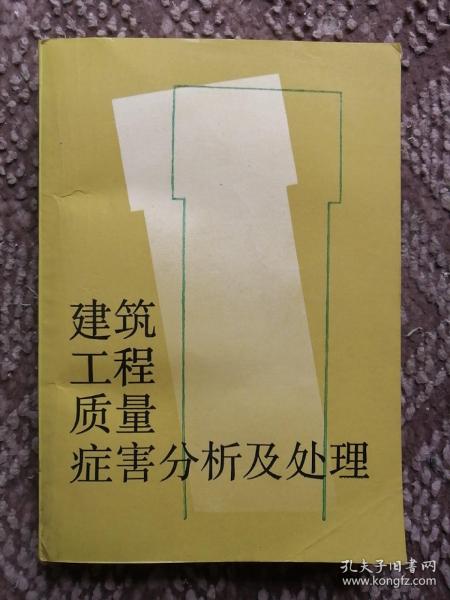 建筑
工程
质量
症害分析及处理
孔夫子旧书网
www.kongfz.com